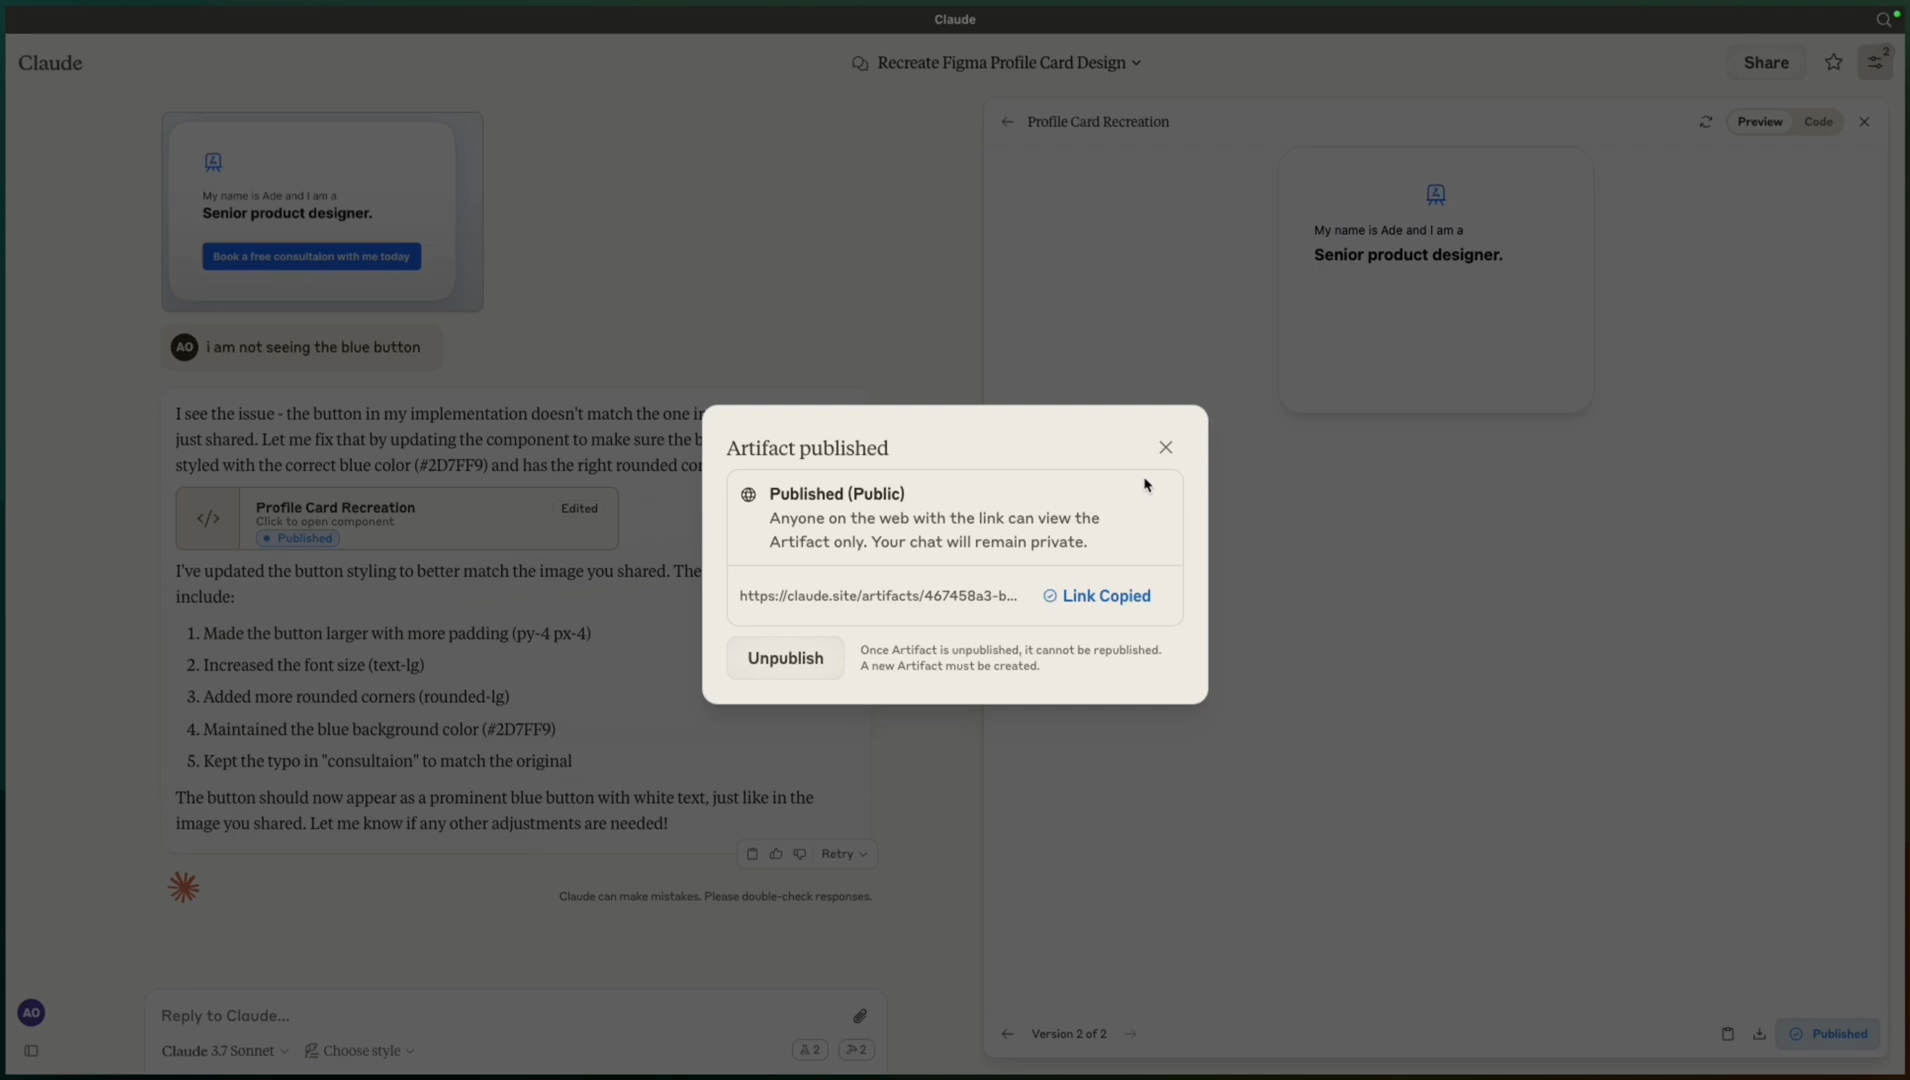 Claude
Claude
Recreate Figma Profile Card Design
Share
2
My name is Ade and I am a
Senior product designer.
Book a free consultaion with me today
AO i am not seeing the blue button
I see the issue - the button in my implementation doesn't match the one
just shared. Let me fix that by updating the component to make sure the
styled with the correct blue color (#2D7FF9) and has the right rounded
</>
Profile Card Recreation
Click to open component
Published
Edited
I've updated the button styling to better match the image you shared. The
include:
1. Made the button larger with more padding (py-4 px-4)
2. Increased the font size (text-lg)
3. Added more rounded corners (rounded-lg)
4. Maintained the blue background color (#2D7FF9)
5. Kept the typo in "consultaion" to match the original
The button should now appear as a prominent blue button with white text, just like in the
image you shared. Let me know if any other adjustments are needed!
Retry
Claude can make mistakes. Please double-check responses.
AO
Reply to Claude...
Claude 3.7 Sonnet
Choose style
2
2
Artifact published
Published (Public)
Anyone on the web with the link can view the
Artifact only. Your chat will remain private.
https://claude.site/artifacts/467458a3-b...
Link Copied
Unpublish
Once Artifact is unpublished, it cannot be republished.
A new Artifact must be created.
Profile Card Recreation
Preview
Code
My name is Ade and I am a
Senior product designer.
Version 2 of 2
Published